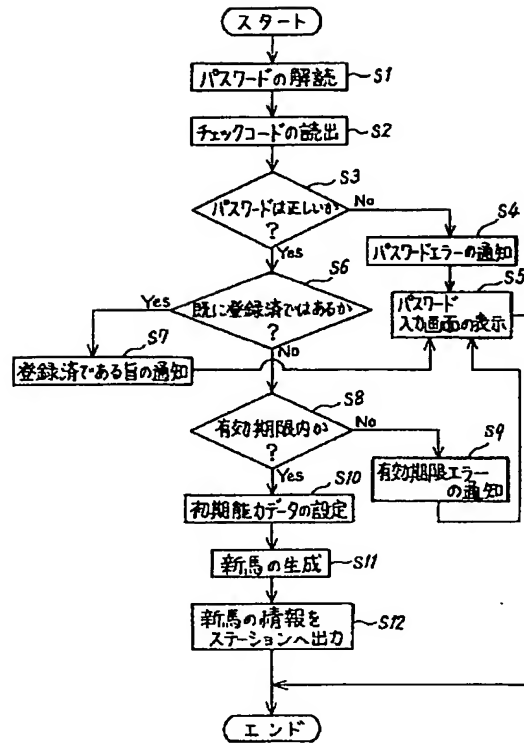 スタート
パスワードの解読
S1
チェックコードの読出
S2
S3
パスワードは正しいか
?
No
Yes
S4
パスワードエラーの通知
S5
パスワード
入力画面の表示
S6
既に登録済ではあるか
?
Yes
No
S7
登録済である旨の通知
S8
有効期限内か
?
No
Yes
S9
有効期限エラー
の通知
S10
初期能力データの設定
新馬の生成
S11
新馬の情報を
ステーションへ出力
S12
エンド